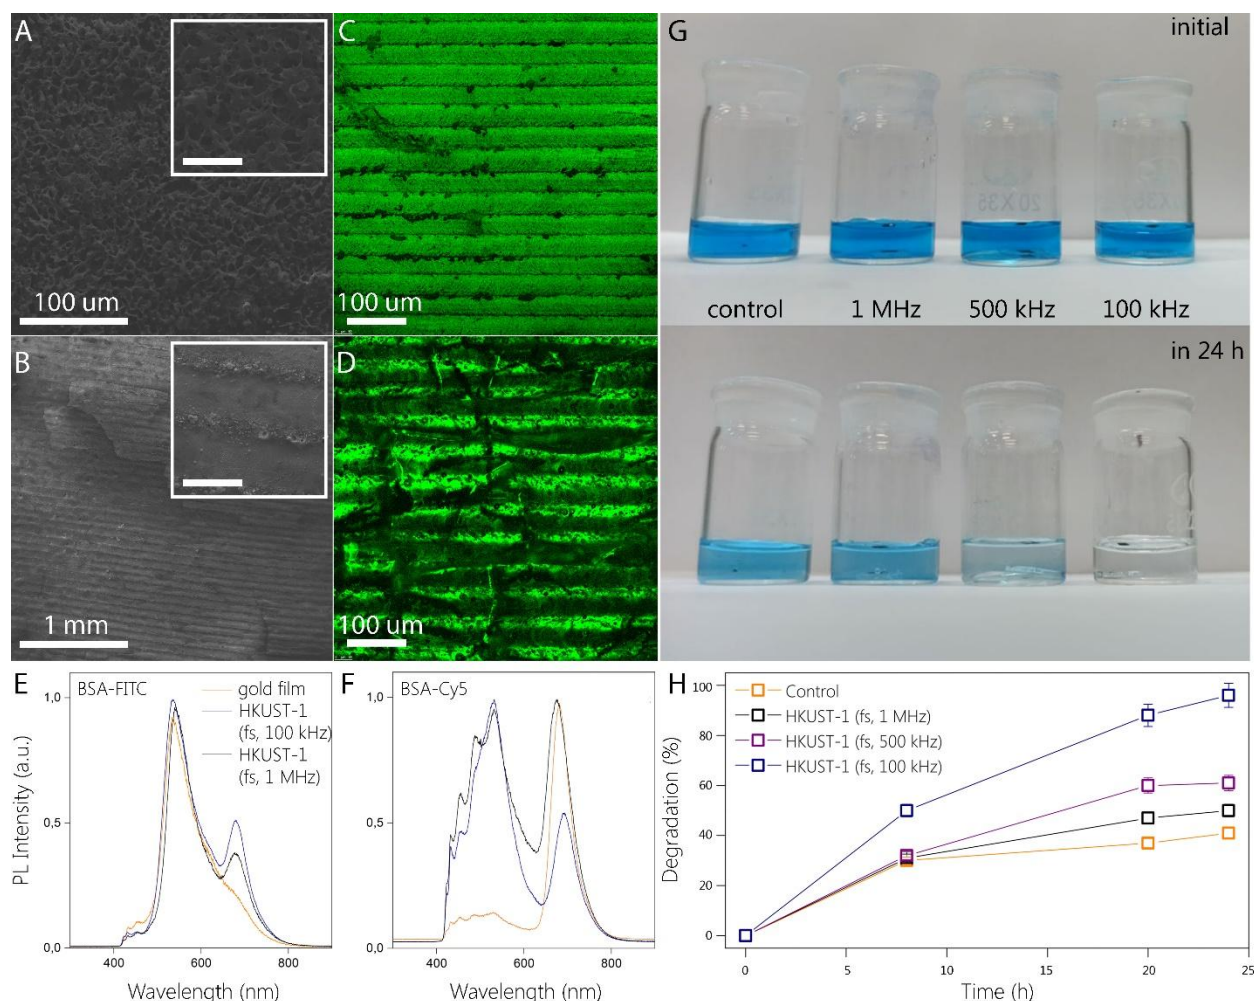 A
100 um
B
1 mm
C
100 um
D
100 um
G
initial
control
1 MHz
500 kHz
100 kHz
in 24 h
20 X35
E
BSA-FITC
gold film
HKUST-1
(fs, 100 kHz)
HKUST-1
(fs, 1 MHz)
1,0
0,5
0,0
PL Intensity (a.u.)
400
600
800
Wavelength (nm)
F
BSA-Cy5
1,0
0,5
0,0
400
600
800
Wavelength (nm)
H
Control
HKUST-1 (fs, 1 MHz)
HKUST-1 (fs, 500 kHz)
HKUST-1 (fs, 100 kHz)
100
80
60
40
20
0
Degradation (%)
0
5
10
15
20
25
Time (h)